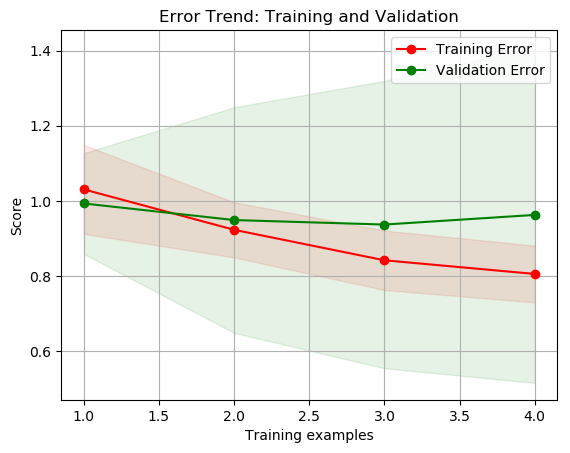 Error Trend: Training and Validation
Training Error
Validation Error
Score
1.4
1.2
1.0
0.8
0.6
1.0 1.5 2.0 2.5 3.0 3.5 4.0
Training examples